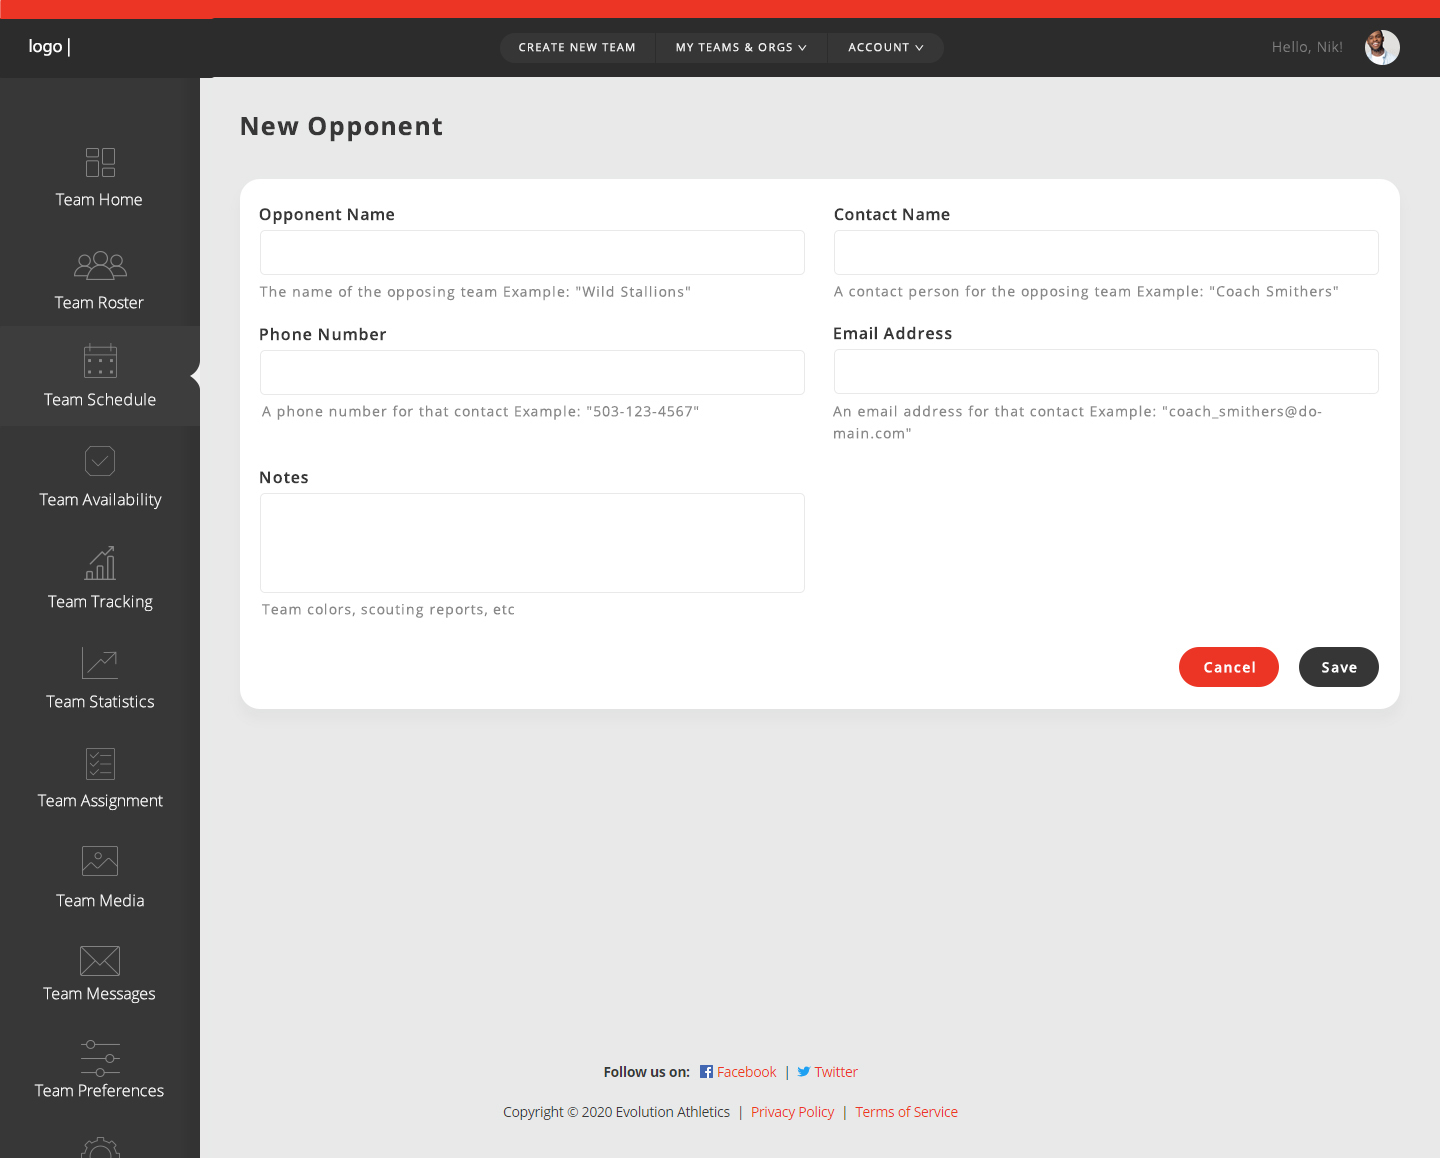 logo |
CREATE NEW TEAM
MY TEAMS & ORGS
ACCOUNT
Hello, Nik!
Team Home
Team Roster
Team Schedule
Team Availability
Team Tracking
Team Statistics
Team Assignment
Team Media
Team Messages
Team Preferences
New Opponent
Opponent Name
The name of the opposing team Example: "Wild Stallions"
Contact Name
A contact person for the opposing team Example: "Coach Smithers"
Phone Number
A phone number for that contact Example: "503-123-4567"
Email Address
An email address for that contact Example: "coach_smithers@do-
main.com"
Notes
Team colors, scouting reports, etc
Cancel
Save
Follow us on: Facebook | Twitter
Copyright © 2020 Evolution Athletics | Privacy Policy | Terms of Service